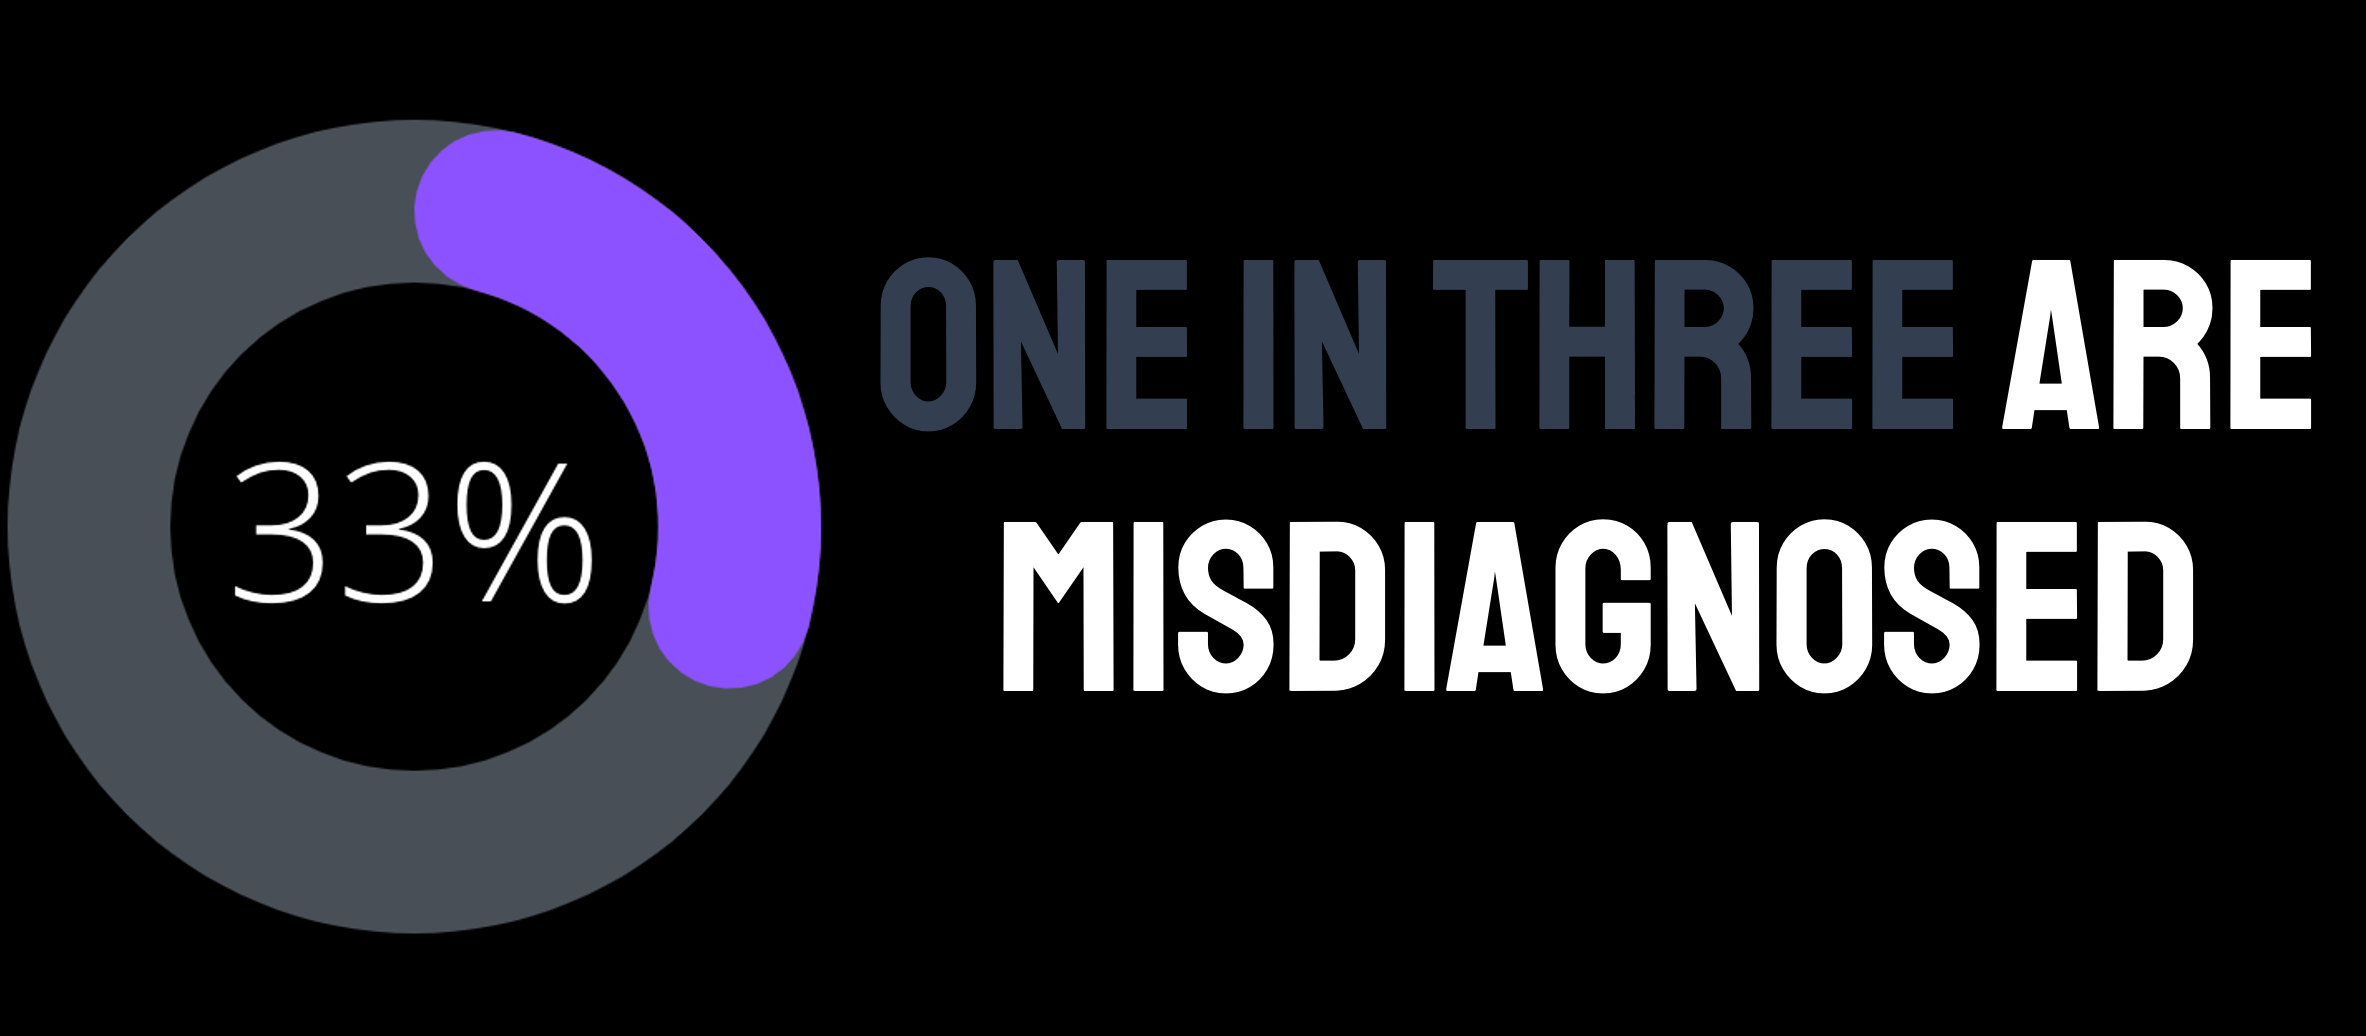 33%
ONE IN THREE ARE
MISDIAGNOSED